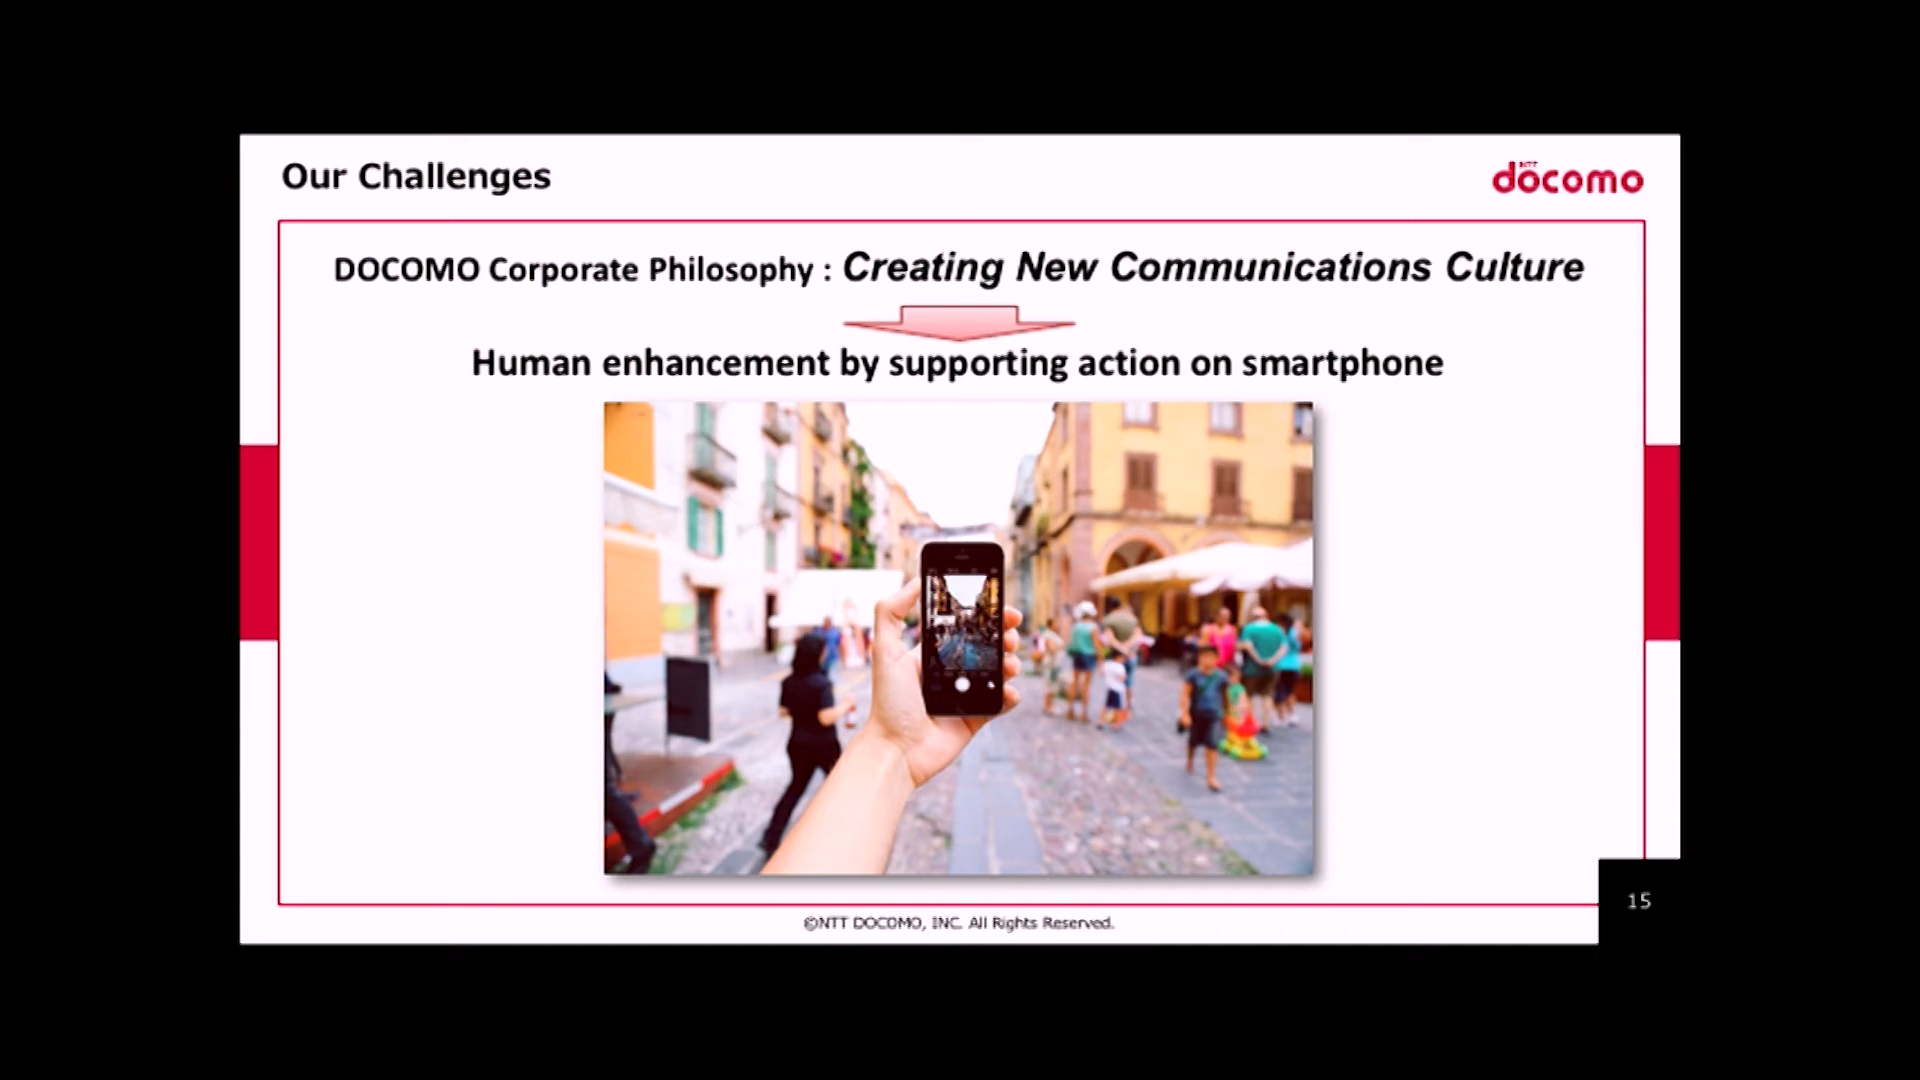 Our Challenges
NTT
docomo
DOCOMO Corporate Philosophy : Creating New Communications Culture
Human enhancement by supporting action on smartphone
15
©NTT DOCOMO, INC. All Rights Reserved.